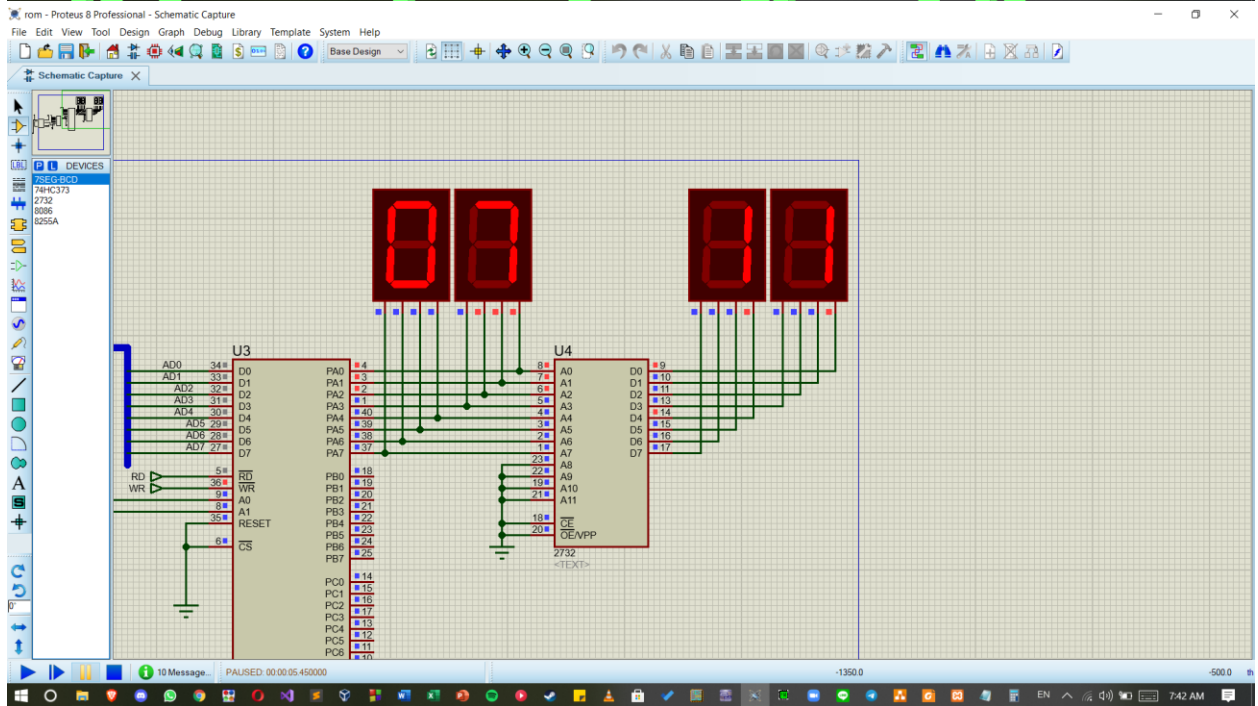 rom - Proteus 8 Professional - Schematic Capture
File Edit View Tool Design Graph Debug Library Template System Help
Base Design
Schematic Capture
P L DEVICES
7SEG-BCD
74HC373
2732
8086
8255A
LBL
A
S
0°
07 11
U3
AD0 34 D0 PA0 4
AD1 33 D1 PA1 3
AD2 32 D2 PA2 2
AD3 31 D3 PA3 1
AD4 30 D4 PA4 40
AD5 29 D5 PA5 39
AD6 28 D6 PA6 38
AD7 27 D7 PA7 37
RD 5 RD PB0 18
WR 36 WR PB1 19
9 A0 PB2 20
8 A1 PB3 21
35 RESET PB4 22
PB5 23
6 CS PB6 24
PB7 25
PC0 14
PC1 15
PC2 16
PC3 17
PC4 13
PC5 12
PC6 11
10
U4
8 A0 D0 9
7 A1 D1 10
6 A2 D2 11
5 A3 D3 13
4 A4 D4 14
3 A5 D5 15
2 A6 D6 16
1 A7 D7 17
23 A8
22 A9
19 A10
21 A11
18 CE
20 OE/VPP
2732
<TEXT>
10 Message...
PAUSED: 00:00:05.450000
-1350.0
-500.0 th
EN 7:42 AM